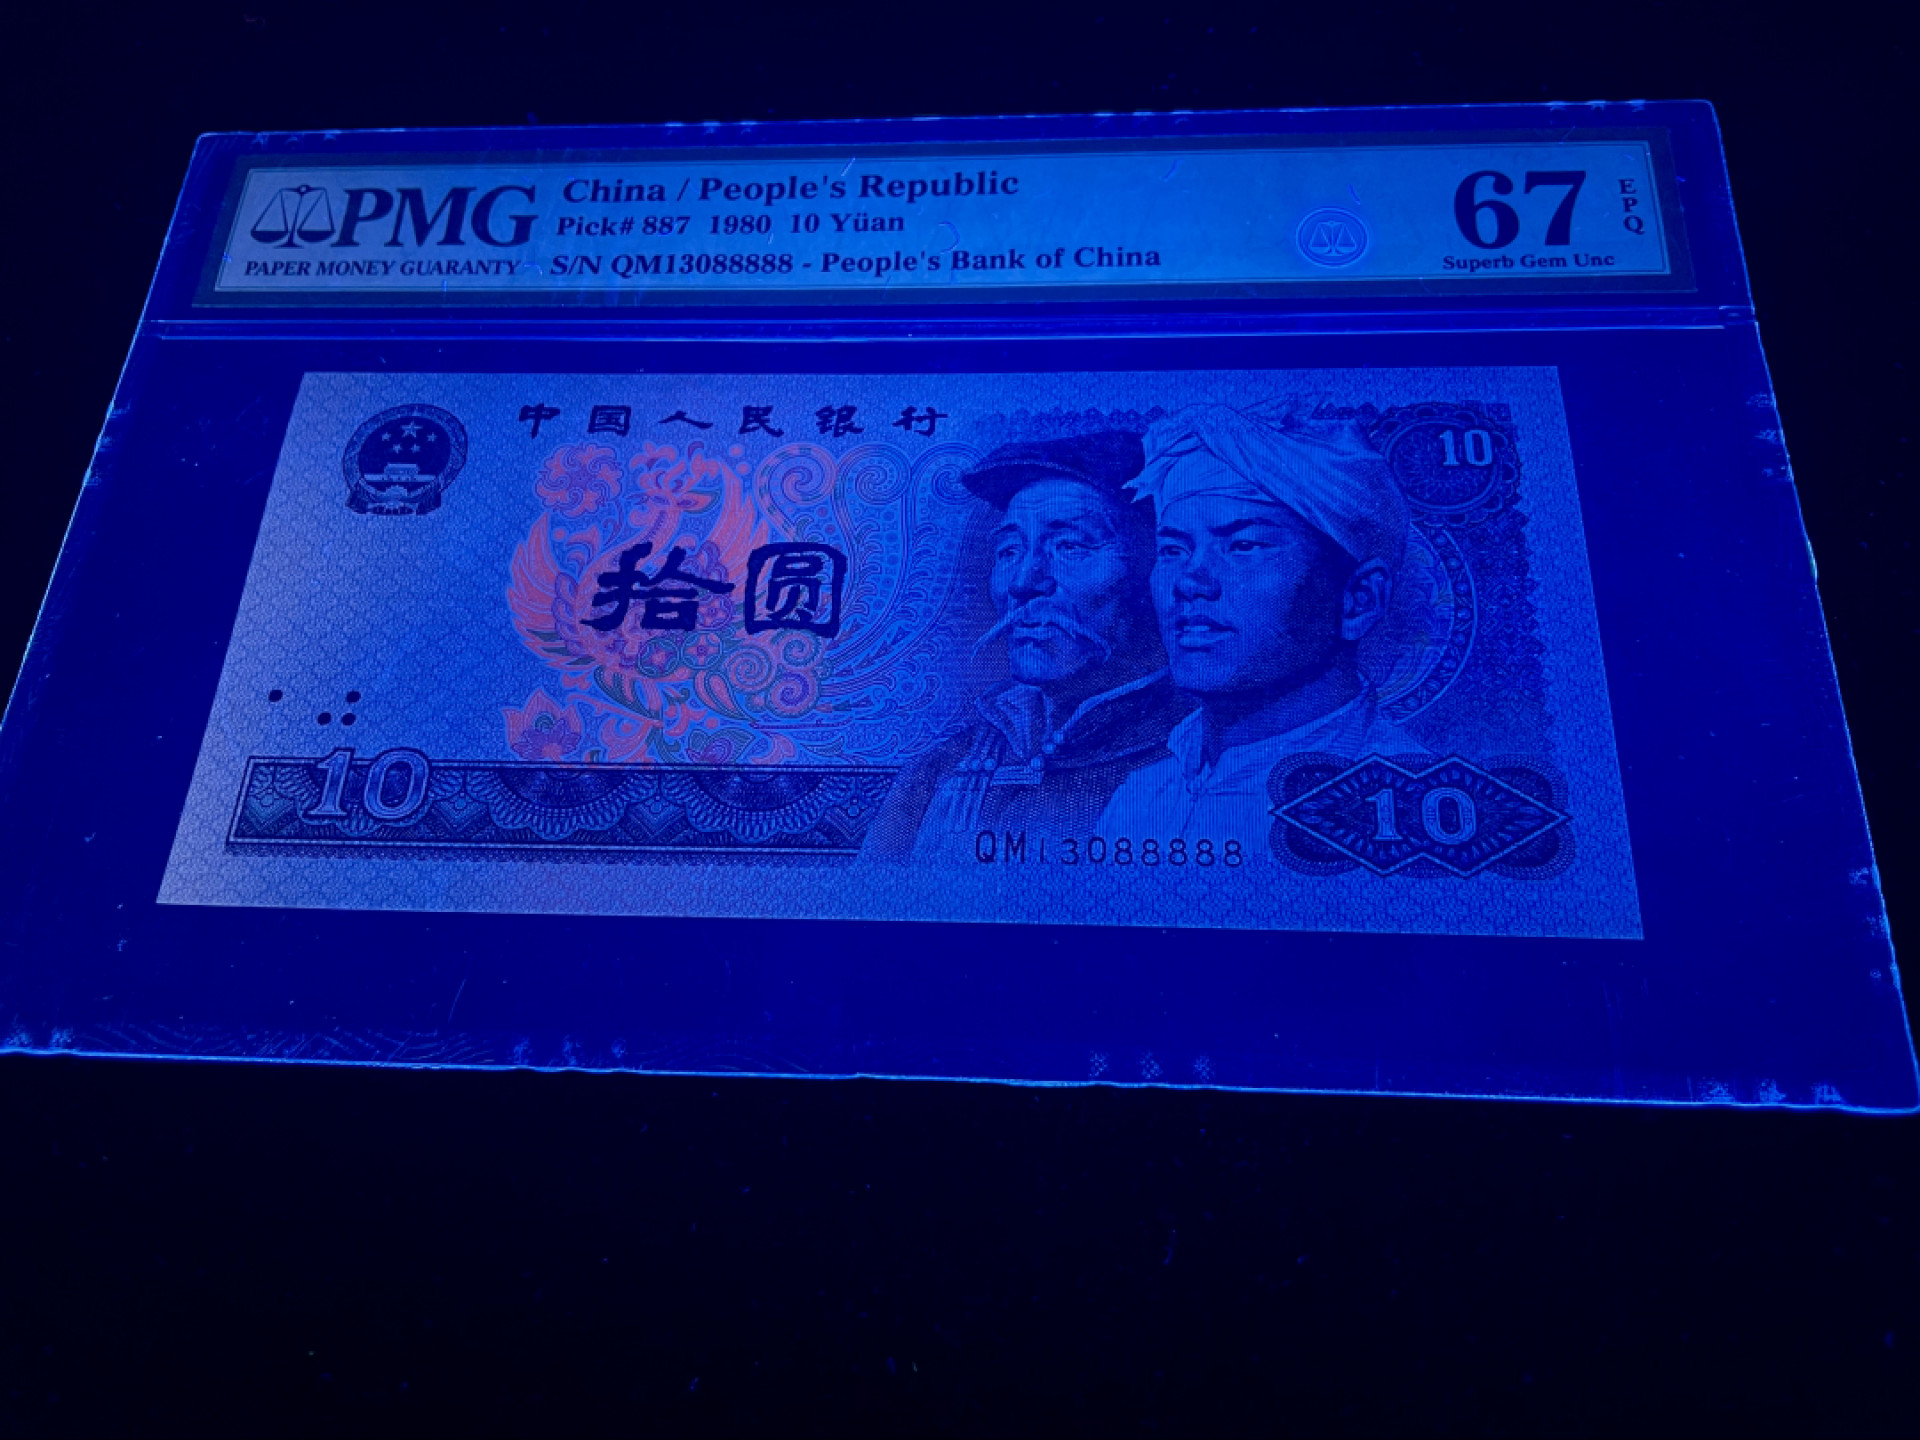 PMG
PAPER MONEY GUARANTY
China / People's Republic
Pick# 887 1980 10 Yüan
S/N QM13088888 - People's Bank of China
67
EPQ
Superb Gem Unc
中国人民银行
10
拾圆
10
QM13088888
10